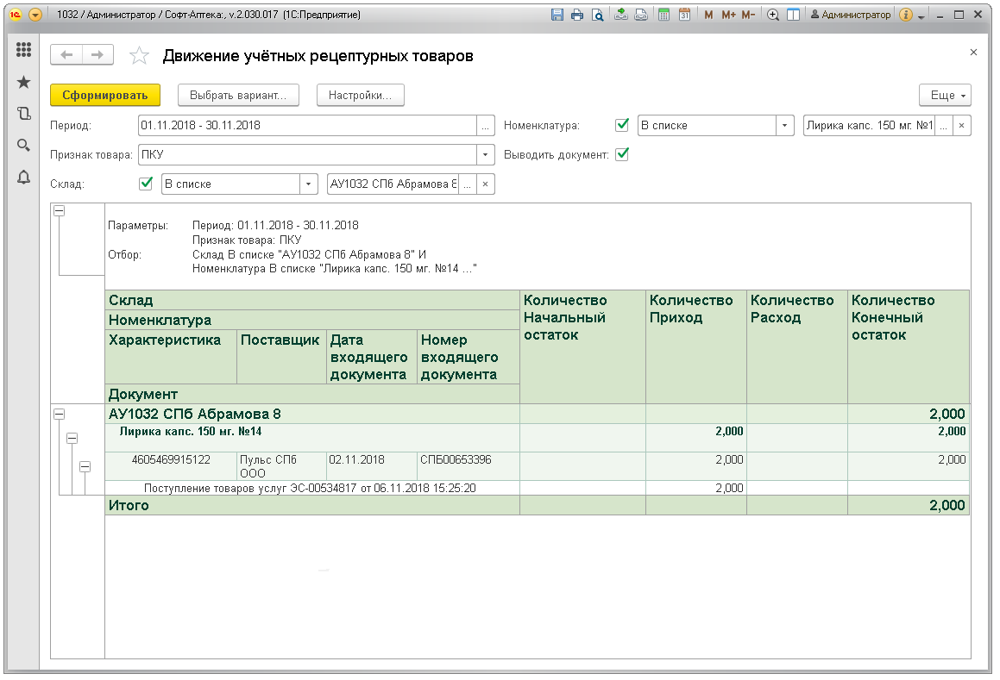 1032 / Администратор / Софт-Аптека:, v.2.030.017 (1С:Предприятие)
M M+ M- Администратор
Движение учётных рецептурных товаров
Сформировать Выбрать вариант... Настройки... Еще
Период: 01.11.2018 - 30.11.2018 ... Номенклатура: В списке Лирика капс. 150 мг. №1 ... ×
Признак товара: ПКУ Выводить документ:
Склад: В списке АУ1032 СПб Абрамова 8 ... ×
Параметры: Период: 01.11.2018 - 30.11.2018
Признак товара: ПКУ
Отбор: Склад В списке "АУ1032 СПб Абрамова 8" И
Номенклатура В списке "Лирика капс. 150 мг. №14 ..."
Склад Количество Количество Количество Количество
Номенклатура Начальный Приход Расход Конечный
остаток остаток
Характеристика Поставщик Дата Номер
входящего входящего
документа документа
Документ
АУ1032 СПб Абрамова 8 2,000
Лирика капс. 150 мг. №14 2,000 2,000
4605469915122 Пульс СПб 02.11.2018 СПБ00653396 2,000 2,000
ООО
Поступление товаров услуг ЭС-00534817 от 06.11.2018 15:25:20 2,000
Итого 2,000